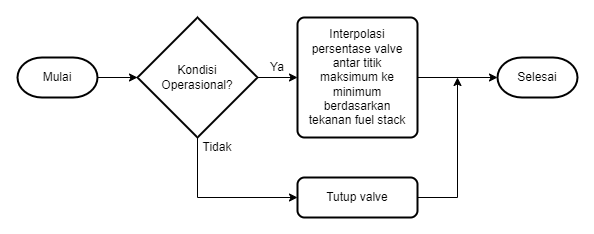 Mulai
Kondisi
Operasional?
Ya
Interpolasi
persentase valve
antar titik
maksimum ke
minimum
berdasarkan
tekanan fuel stack
Selesai
Tidak
Tutup valve